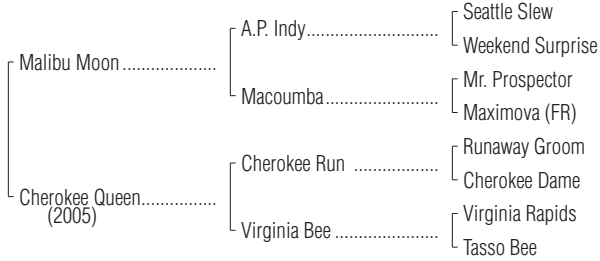 Seattle Slew
A.P. Indy
Weekend Surprise
Malibu Moon
Mr. Prospector
Macoumba
Maximova (FR)
Runaway Groom
Cherokee Run
Cherokee Dame
Cherokee Queen
(2005)
Virginia Rapids
Virginia Bee
Tasso Bee